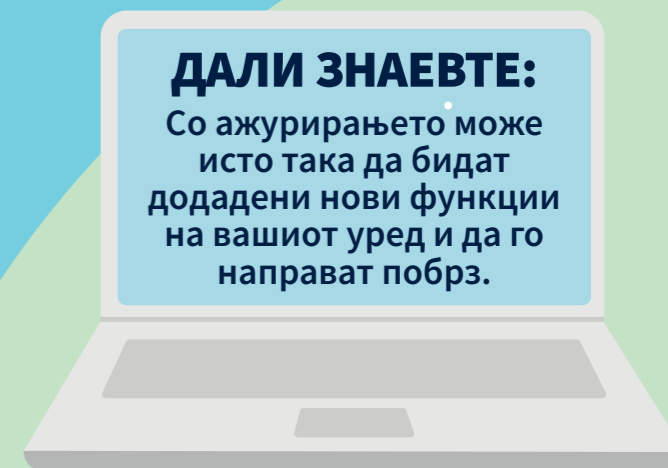 ДАЛИ ЗНАЕВТЕ:
Со ажурирањето може
исто така да бидат
додадени нови функции
на вашиот уред и да го
направат побрз.